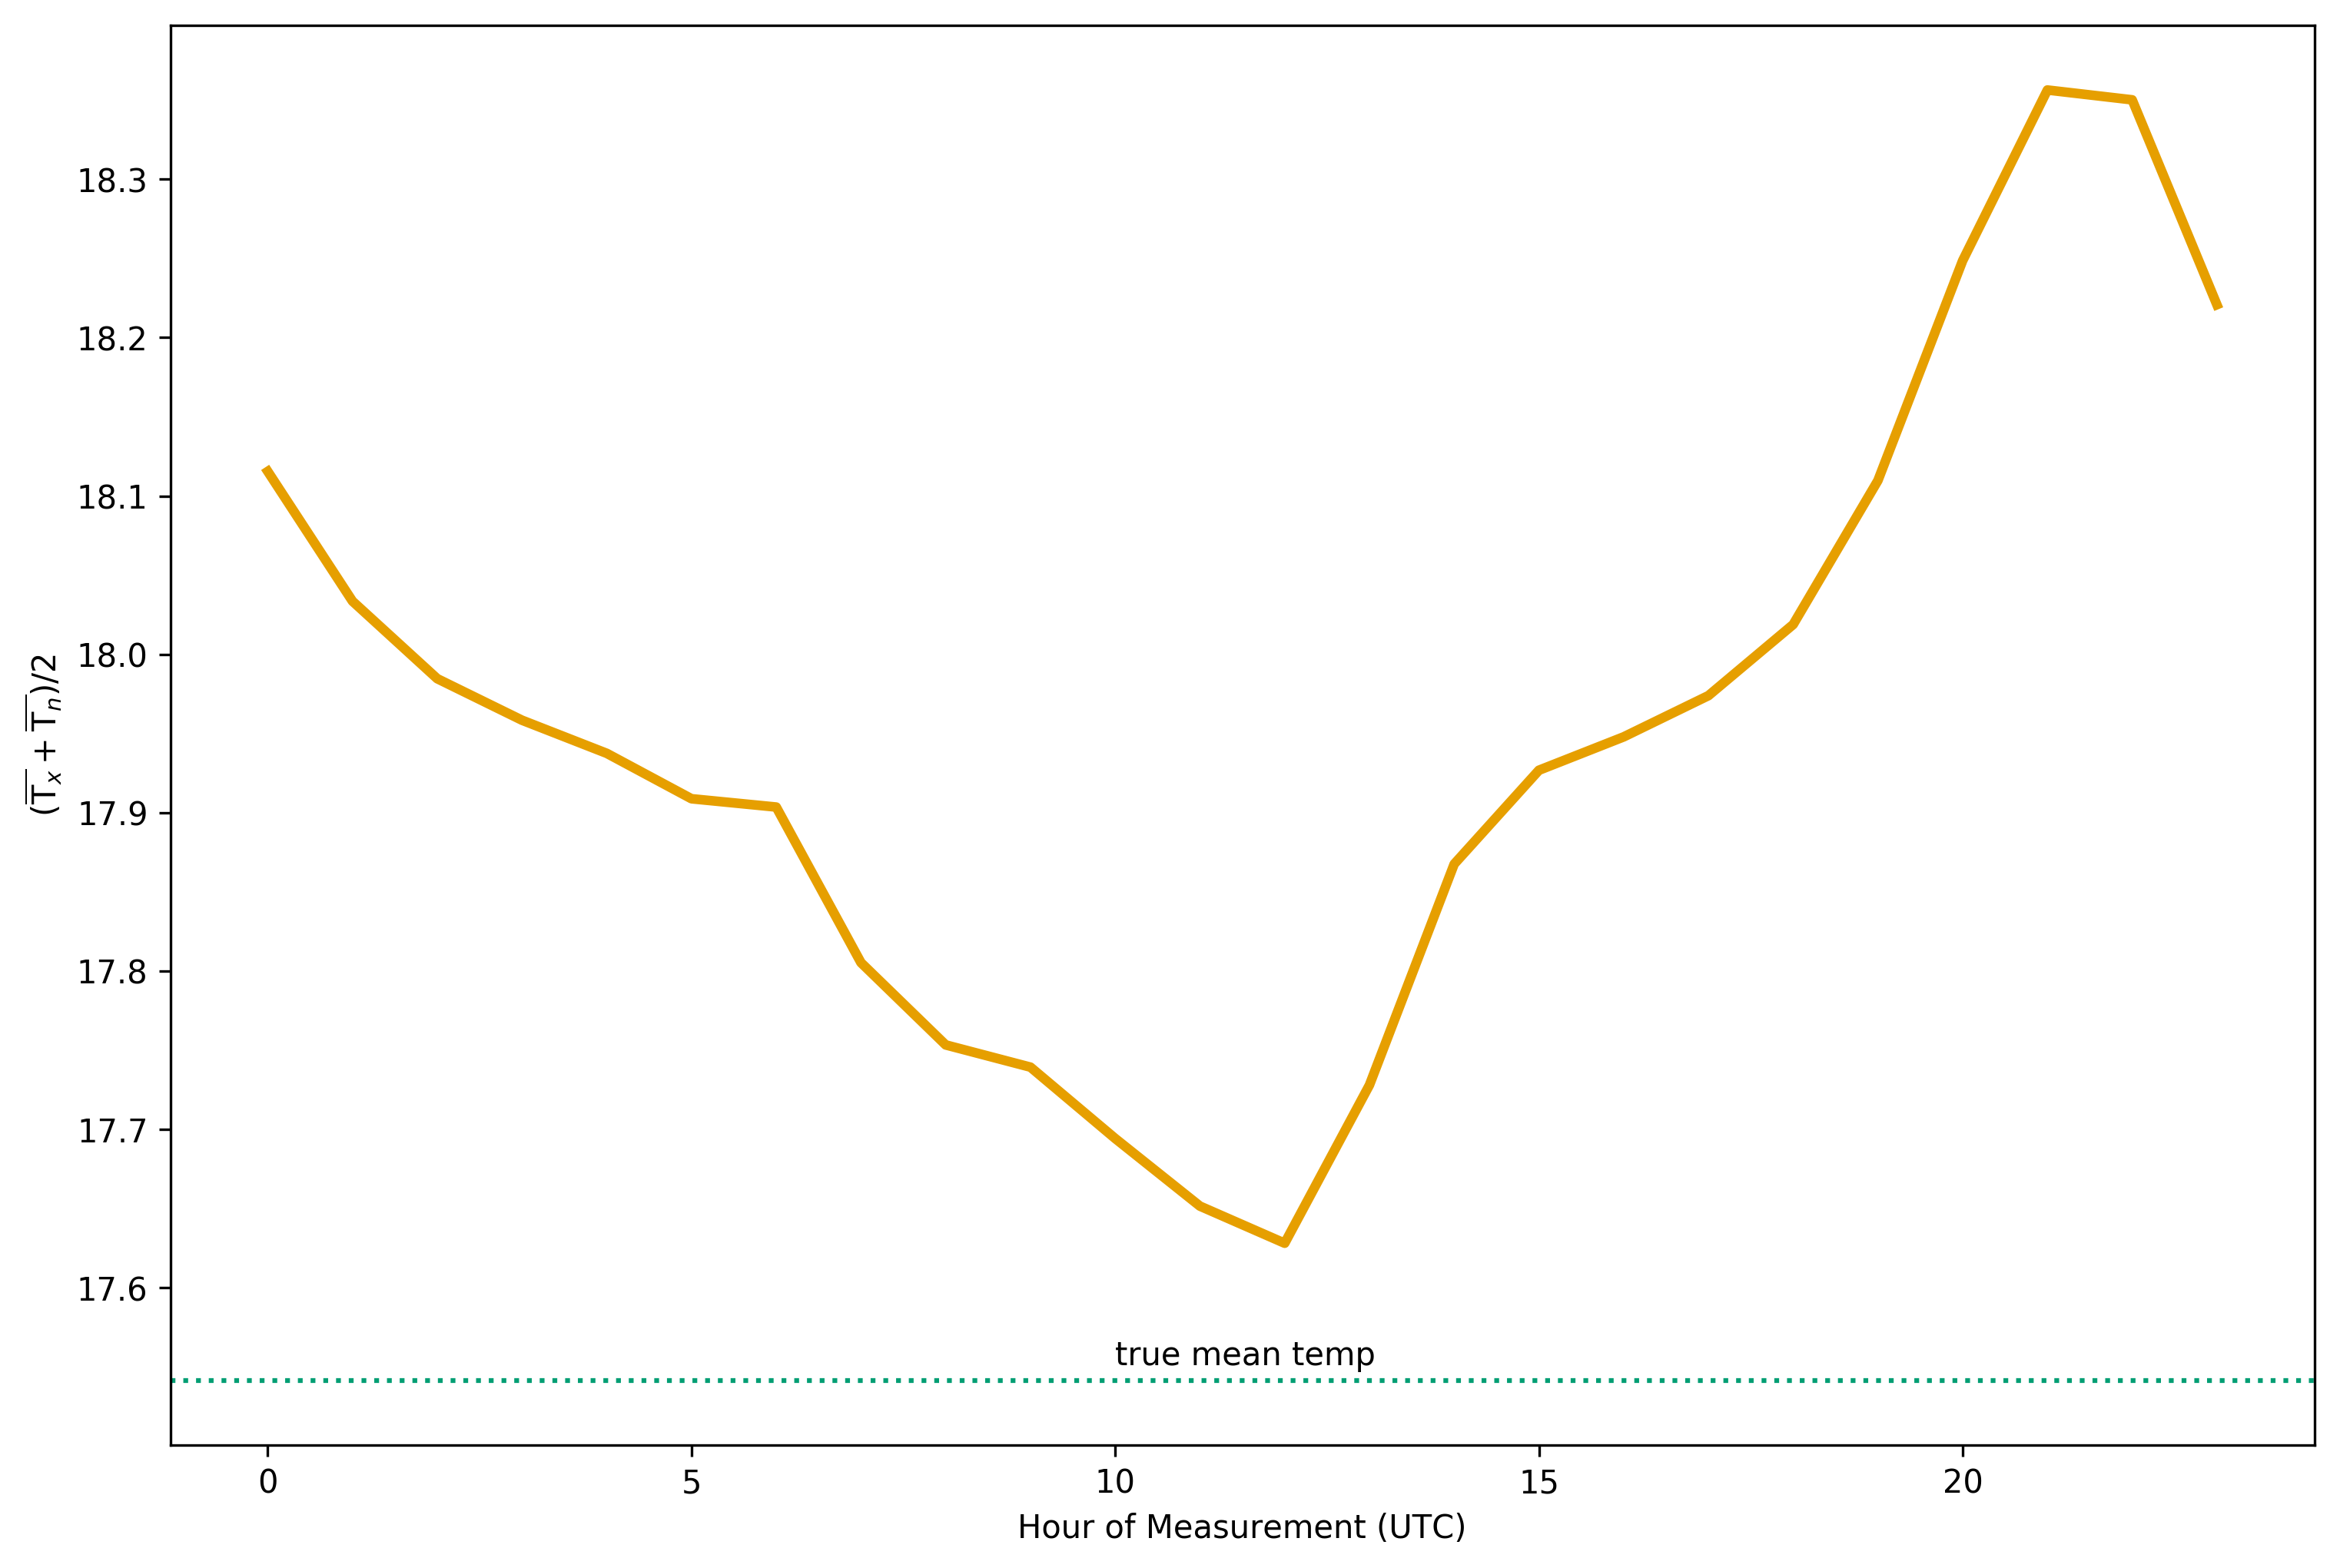 18.3
18.2
18.1
18.0
17.9
17.8
17.7
17.6
(T̅ₓ + T̅ₙ)/2
true mean temp
0 5 10 15 20
Hour of Measurement (UTC)